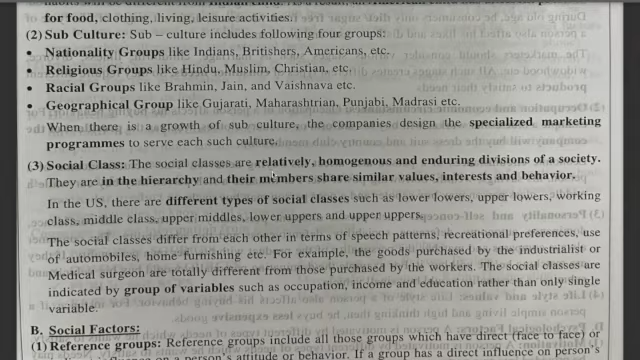 for food, clothing, living, leisure activities.
(2) Sub Culture: Sub – culture includes following four groups:
• Nationality Groups like Indians, Britishers, Americans, etc.
• Religious Groups like Hindu, Muslim, Christian, etc.
• Racial Groups like Brahmin, Jain, and Vaishnava etc.
• Geographical Group like Gujarati, Maharashtrian, Punjabi, Madrasi etc.
When there is a growth of sub culture, the companies design the specialized marketing
programmes to serve each such culture.
(3) Social Class: The social classes are relatively, homogenous and enduring divisions of a society.
They are in the hierarchy and their members share similar values, interests and behavior.
In the US, there are different types of social classes such as lower lowers, upper lowers, working
class, middle class, upper middles, lower uppers and upper uppers.
The social classes differ from each other in terms of speech patterns, recreational preferences, use
of automobiles, home furnishing etc. For example, the goods purchased by the industrialist or
Medical surgeon are totally different from those purchased by the workers. The social classes are
indicated by group of variables such as occupation, income and education rather than only single
variable.
B. Social Factors:
(1) Reference groups: Reference groups include all those groups which have direct (face to face) or
on person's attitude or behavior. If a group has a direct influence on person's